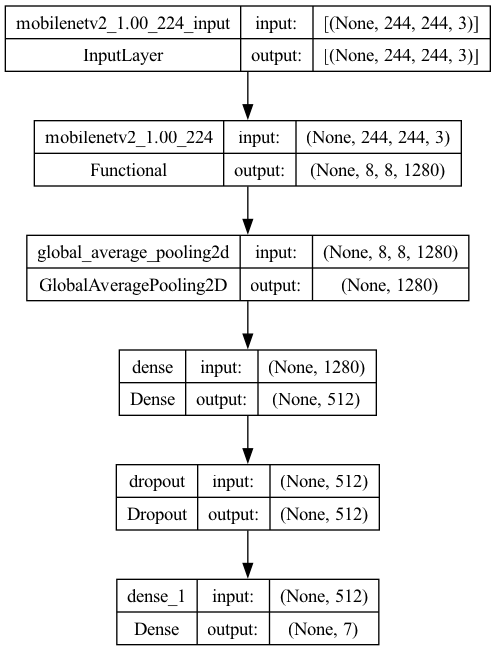 mobilenetv2_1.00_224_input input: [(None, 244, 244, 3)]
InputLayer output: [(None, 244, 244, 3)]
mobilenetv2_1.00_224 input: (None, 244, 244, 3)
Functional output: (None, 8, 8, 1280)
global_average_pooling2d input: (None, 8, 8, 1280)
GlobalAveragePooling2D output: (None, 1280)
dense input: (None, 1280)
Dense output: (None, 512)
dropout input: (None, 512)
Dropout output: (None, 512)
dense_1 input: (None, 512)
Dense output: (None, 7)